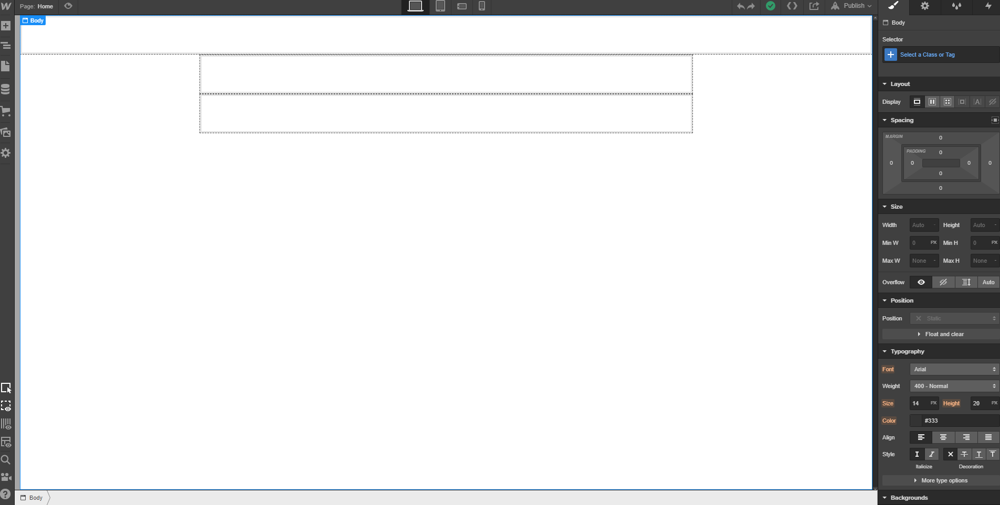 Page: Home
Publish
Body
Body
Selector
Select a Class or Tag
Layout
Display
Spacing
MARGIN
0
PADDING
0
0 0 0 0
0
0
Size
Width Auto - Height Auto -
Min W 0 PX Min H 0 PX
Max W None - Max H None -
Overflow Auto
Position
Position Static
Float and clear
Typography
Font Arial
Weight 400 - Normal
Size 14 PX Height 20 PX
Color #333
Align
Style
Italicize Decoration
More type options
Body
Backgrounds